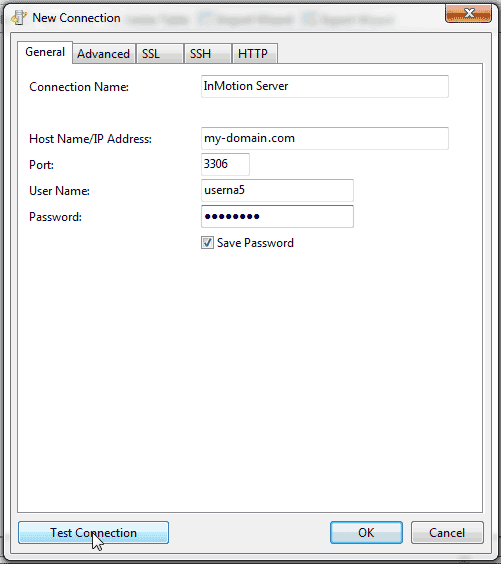 New Connection
General Advanced SSL SSH HTTP
Connection Name: InMotion Server
Host Name/IP Address: my-domain.com
Port: 3306
User Name: userna5
Password: ●●●●●●●●
Save Password
Test Connection OK Cancel